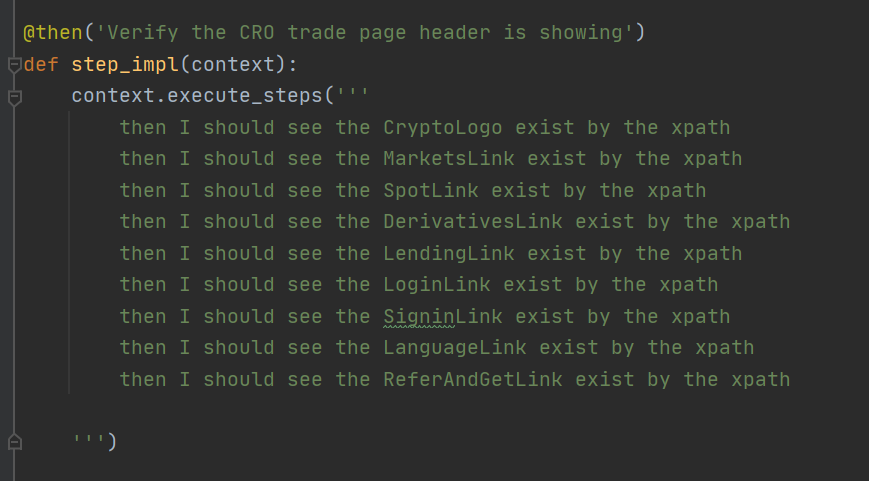 @then('Verify the CRO trade page header is showing')
def step_impl(context):
    context.execute_steps('''
        then I should see the CryptoLogo exist by the xpath
        then I should see the MarketsLink exist by the xpath
        then I should see the SpotLink exist by the xpath
        then I should see the DerivativesLink exist by the xpath
        then I should see the LendingLink exist by the xpath
        then I should see the LoginLink exist by the xpath
        then I should see the SigninLink exist by the xpath
        then I should see the LanguageLink exist by the xpath
        then I should see the ReferAndGetLink exist by the xpath
    ''')